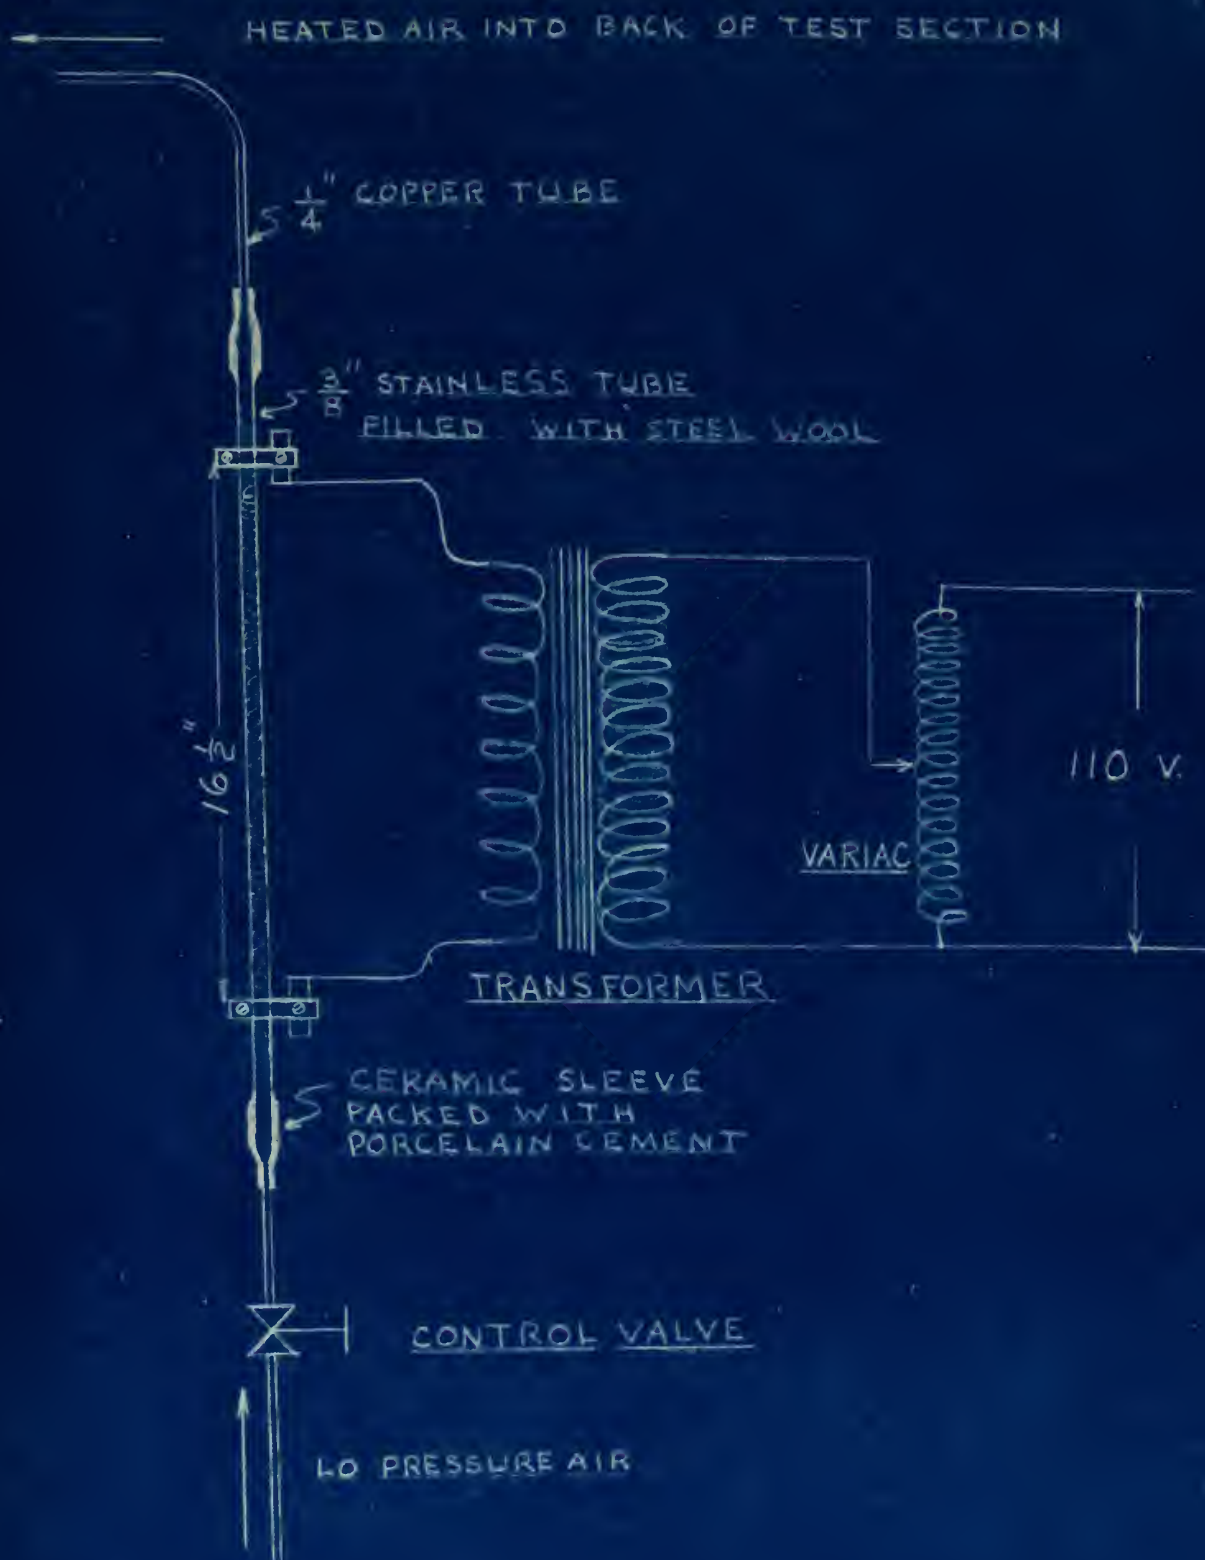 HEATED AIR INTO BACK OF TEST SECTION
1/4" COPPER TUBE
3/8" STAINLESS TUBE
FILLED WITH STEEL WOOL
16 1/2"
110 V.
VARIAC
TRANSFORMER
CERAMIC SLEEVE
PACKED WITH
PORCELAIN CEMENT
CONTROL VALVE
LO PRESSURE AIR